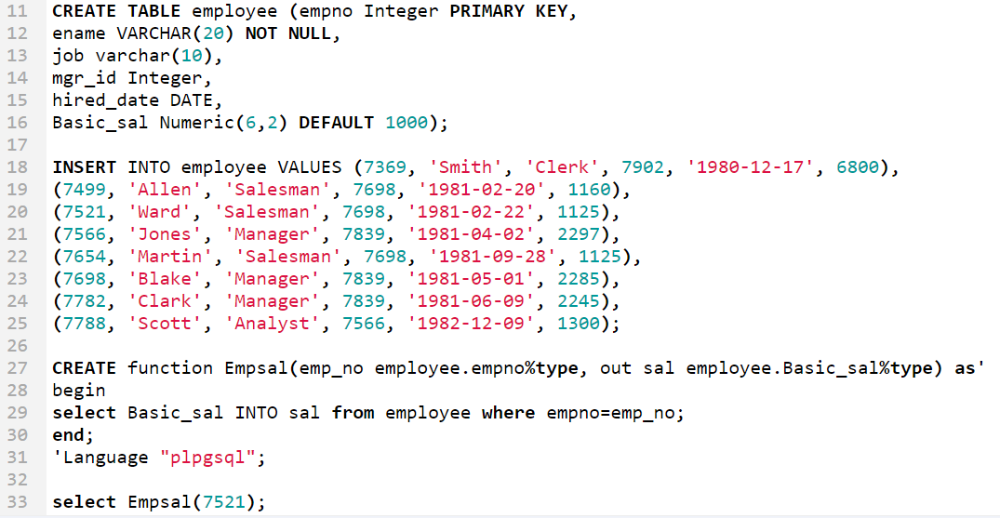 11 CREATE TABLE employee (empno Integer PRIMARY KEY,
12 ename VARCHAR(20) NOT NULL,
13 job varchar(10),
14 mgr_id Integer,
15 hired_date DATE,
16 Basic_sal Numeric(6,2) DEFAULT 1000);
17
18 INSERT INTO employee VALUES (7369, 'Smith', 'Clerk', 7902, '1980-12-17', 6800),
19 (7499, 'Allen', 'Salesman', 7698, '1981-02-20', 1160),
20 (7521, 'Ward', 'Salesman', 7698, '1981-02-22', 1125),
21 (7566, 'Jones', 'Manager', 7839, '1981-04-02', 2297),
22 (7654, 'Martin', 'Salesman', 7698, '1981-09-28', 1125),
23 (7698, 'Blake', 'Manager', 7839, '1981-05-01', 2285),
24 (7782, 'Clark', 'Manager', 7839, '1981-06-09', 2245),
25 (7788, 'Scott', 'Analyst', 7566, '1982-12-09', 1300);
26
27 CREATE function Empsal(emp_no employee.empno%type, out sal employee.Basic_sal%type) as'
28 begin
29 select Basic_sal INTO sal from employee where empno=emp_no;
30 end;
31 'Language "plpgsql";
32
33 select Empsal(7521);